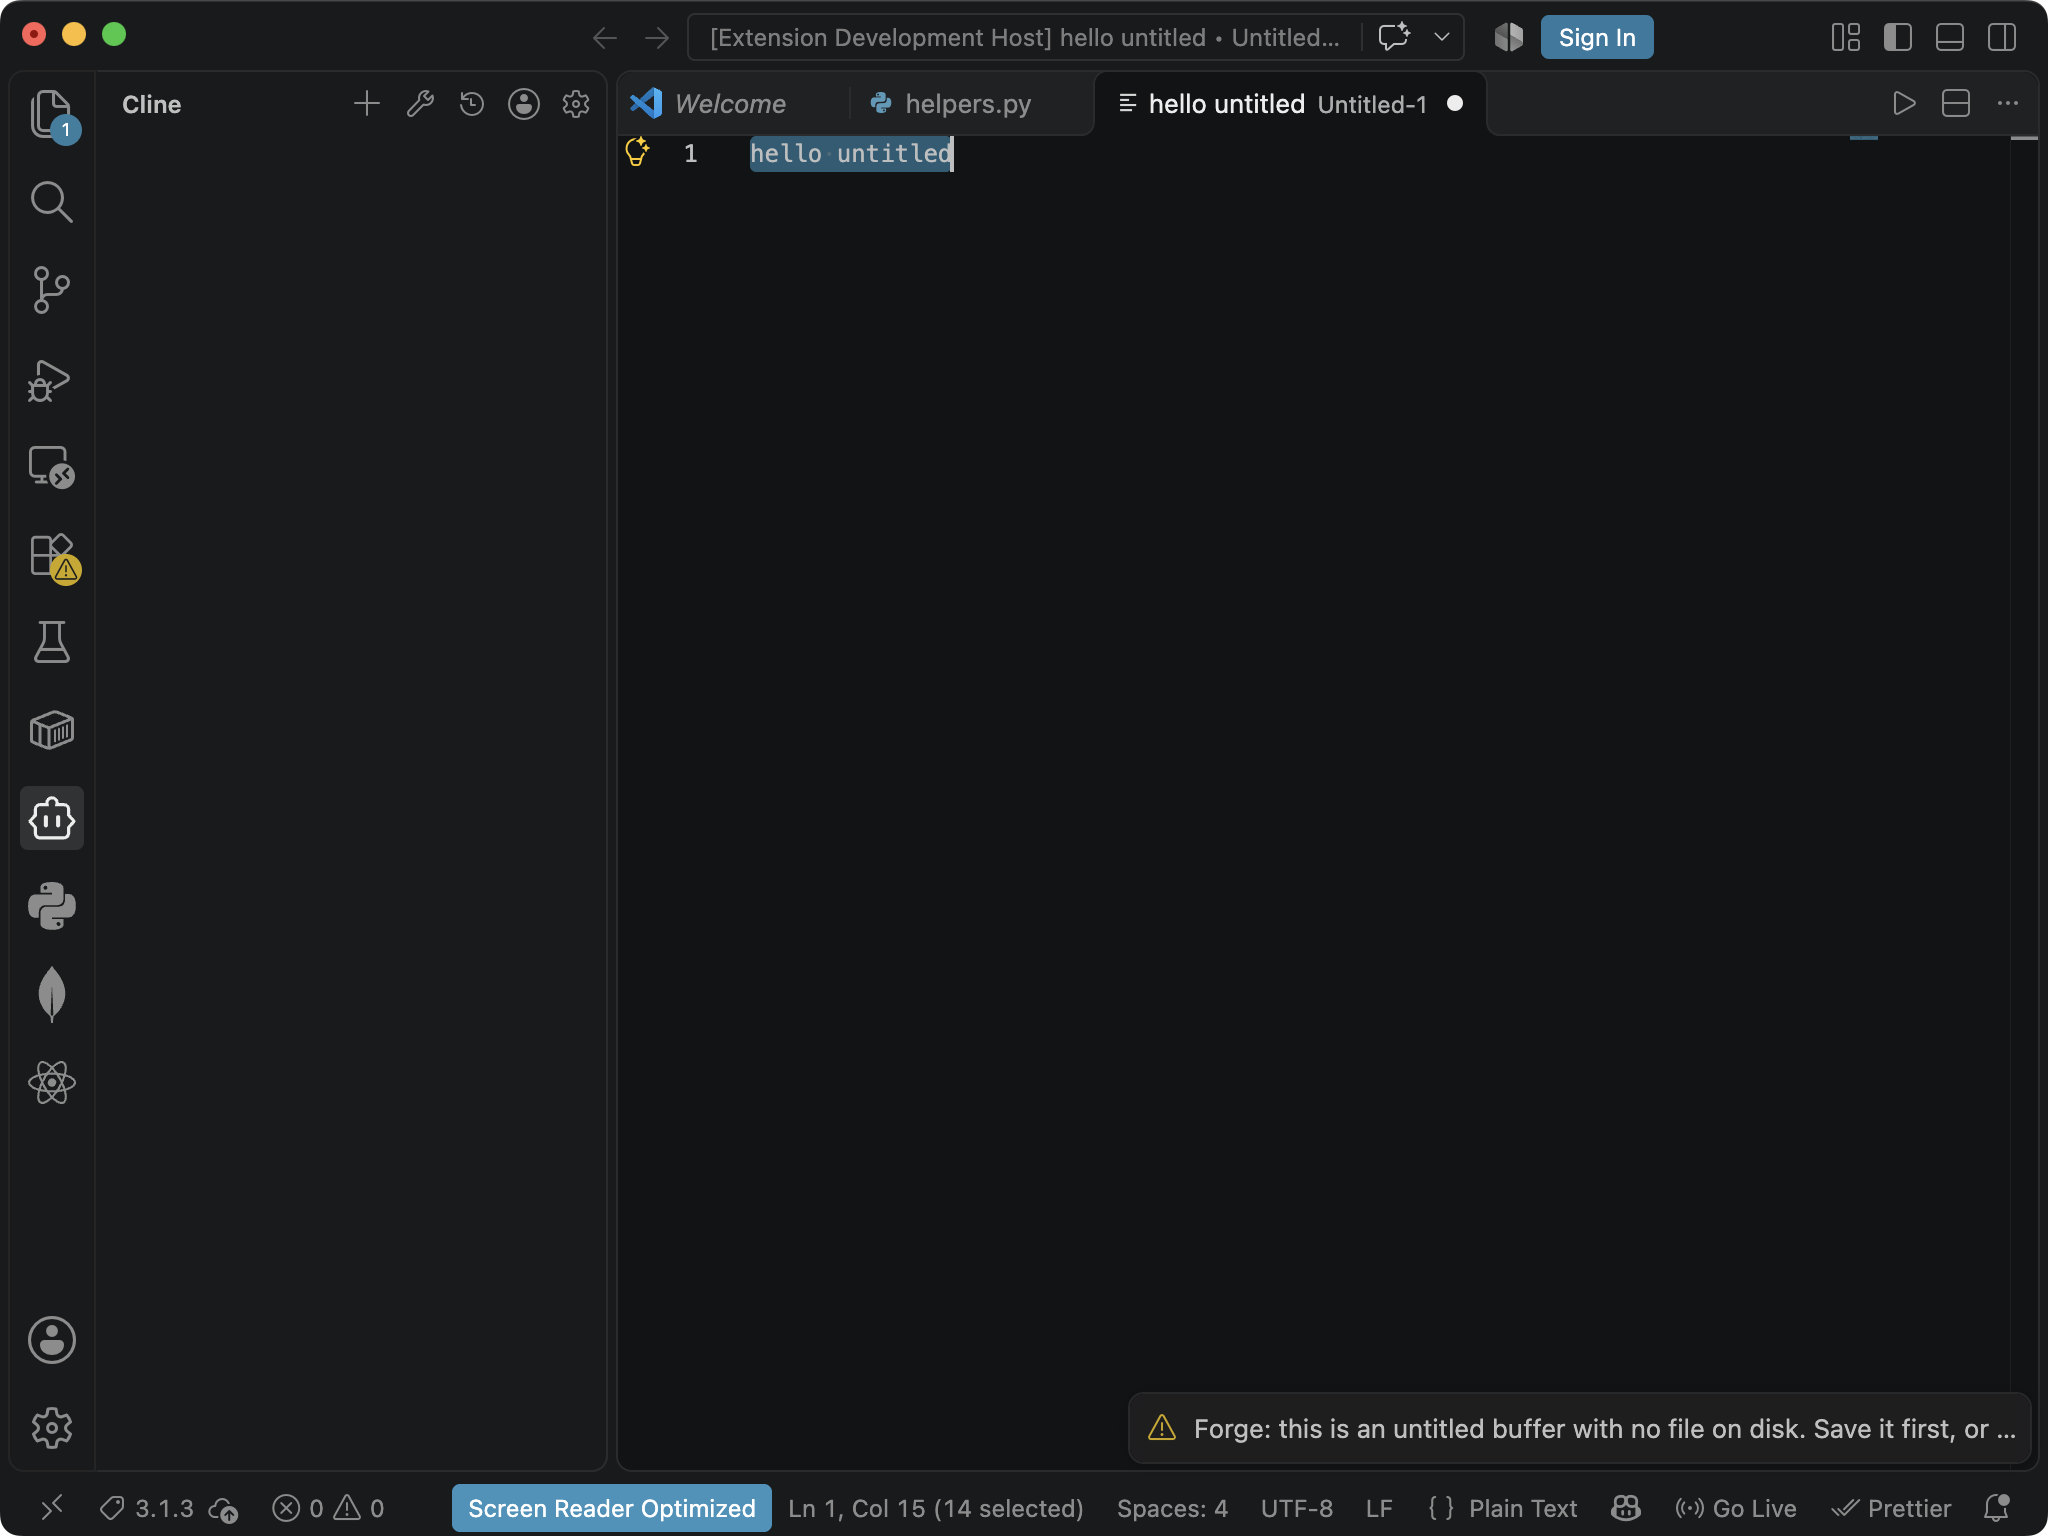 [Extension Development Host] hello untitled • Untitled...
Sign In
1
Cline
Welcome
helpers.py
hello untitled Untitled-1
1 hello untitled
Forge: this is an untitled buffer with no file on disk. Save it first, or ...
3.1.3
0
0
Screen Reader Optimized
Ln 1, Col 15 (14 selected)
Spaces: 4
UTF-8
LF
{ } Plain Text
Go Live
Prettier